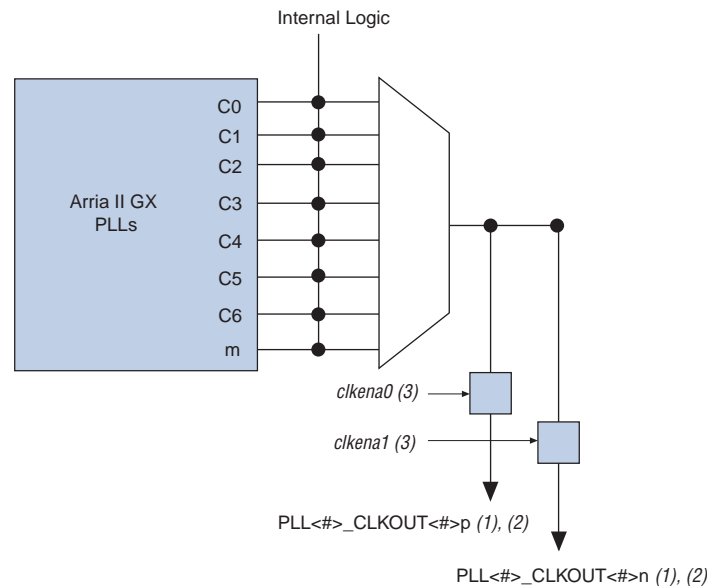 Internal Logic
C0
C1
C2
Arria II GX
PLLs
C3
C4
C5
C6
m
clkena0 (3)
clkena1 (3)
PLL<#>_CLKOUT<#>p (1), (2)
PLL<#>_CLKOUT<#>n (1), (2)